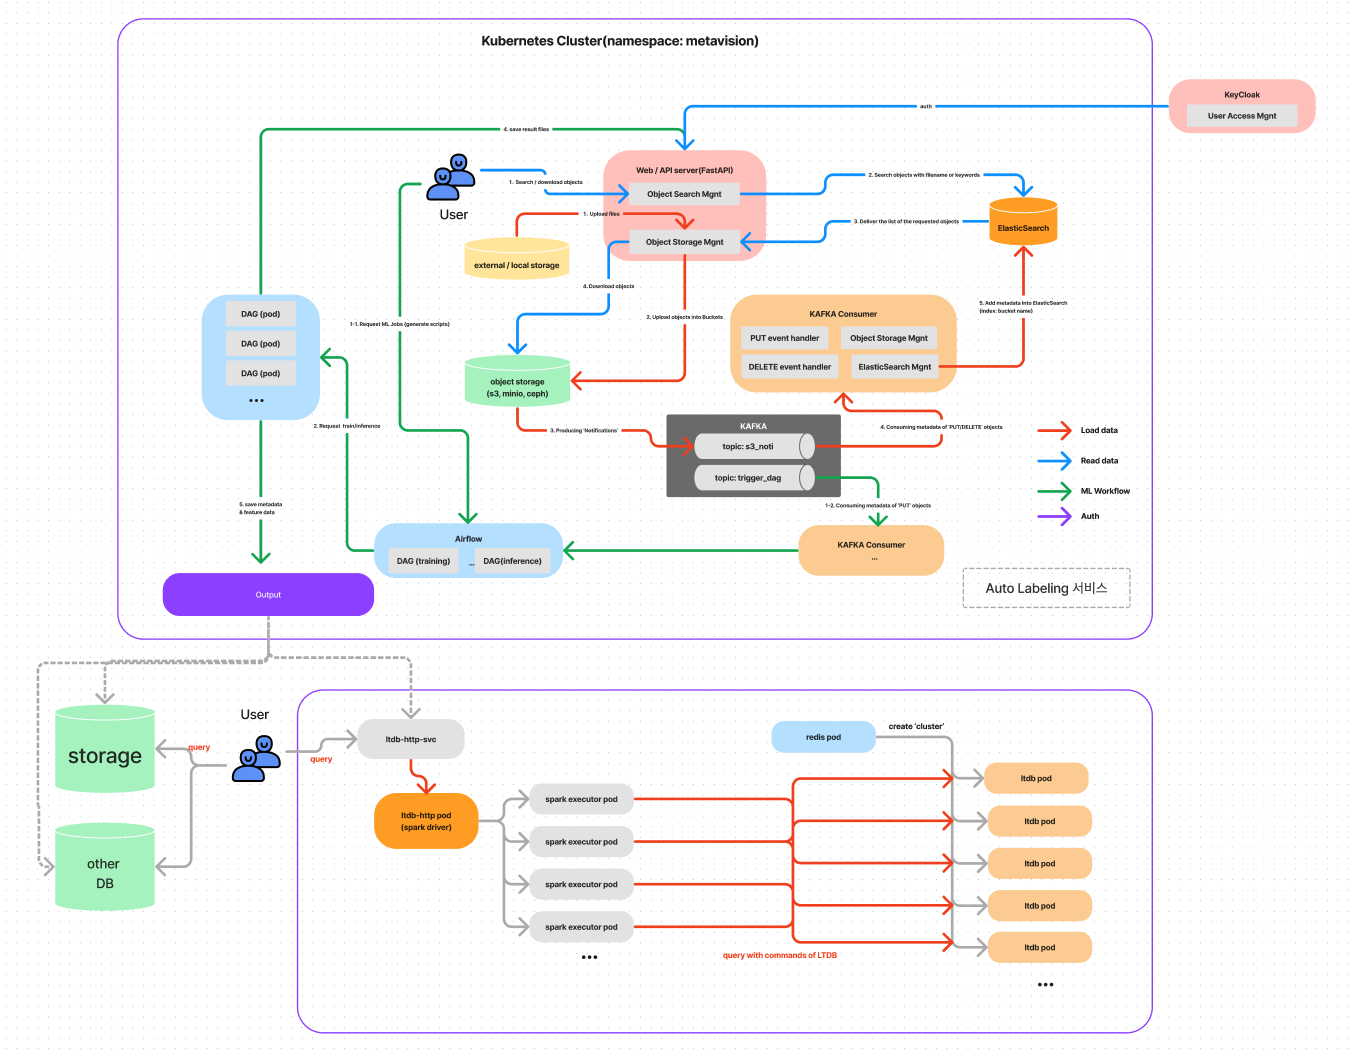 Kubernetes Cluster(namespace: metavision)
KeyCloak
User Access Mgnt
auth
4. save result files
Web / API server(FastAPI)
Object Search Mgnt
Object Storage Mgnt
User
1. Search / download objects
2. Search objects with filename or keywords
3. Deliver the list of the requested objects
ElasticSearch
1. Upload files
external / local storage
4. Download objects
2. Upload objects into Buckets
5. Add metadata into ElasticSearch
(index: bucket name)
DAG (pod)
DAG (pod)
DAG (pod)
...
1-1. Request ML Jobs (generate scripts)
KAFKA Consumer
PUT event handler
Object Storage Mgnt
DELETE event handler
ElasticSearch Mgnt
object storage
(s3, minio, ceph)
2. Request train/inference
3. Producing 'Notifications'
KAFKA
topic: s3_noti
topic: trigger_dag
4. Consuming metadata of 'PUT/DELETE' objects
1-2. Consuming metadata of 'PUT' objects
Load data
Read data
ML Workflow
Auth
5. save metadata
& feature data
Airflow
DAG (training)
...
DAG(inference)
KAFKA Consumer
...
Output
Auto Labeling 서비스
storage
query
User
query
other
DB
ltdb-http-svc
ltdb-http pod
(spark driver)
spark executor pod
spark executor pod
spark executor pod
spark executor pod
...
redis pod
create 'cluster'
ltdb pod
ltdb pod
ltdb pod
ltdb pod
ltdb pod
...
query with commands of LTDB